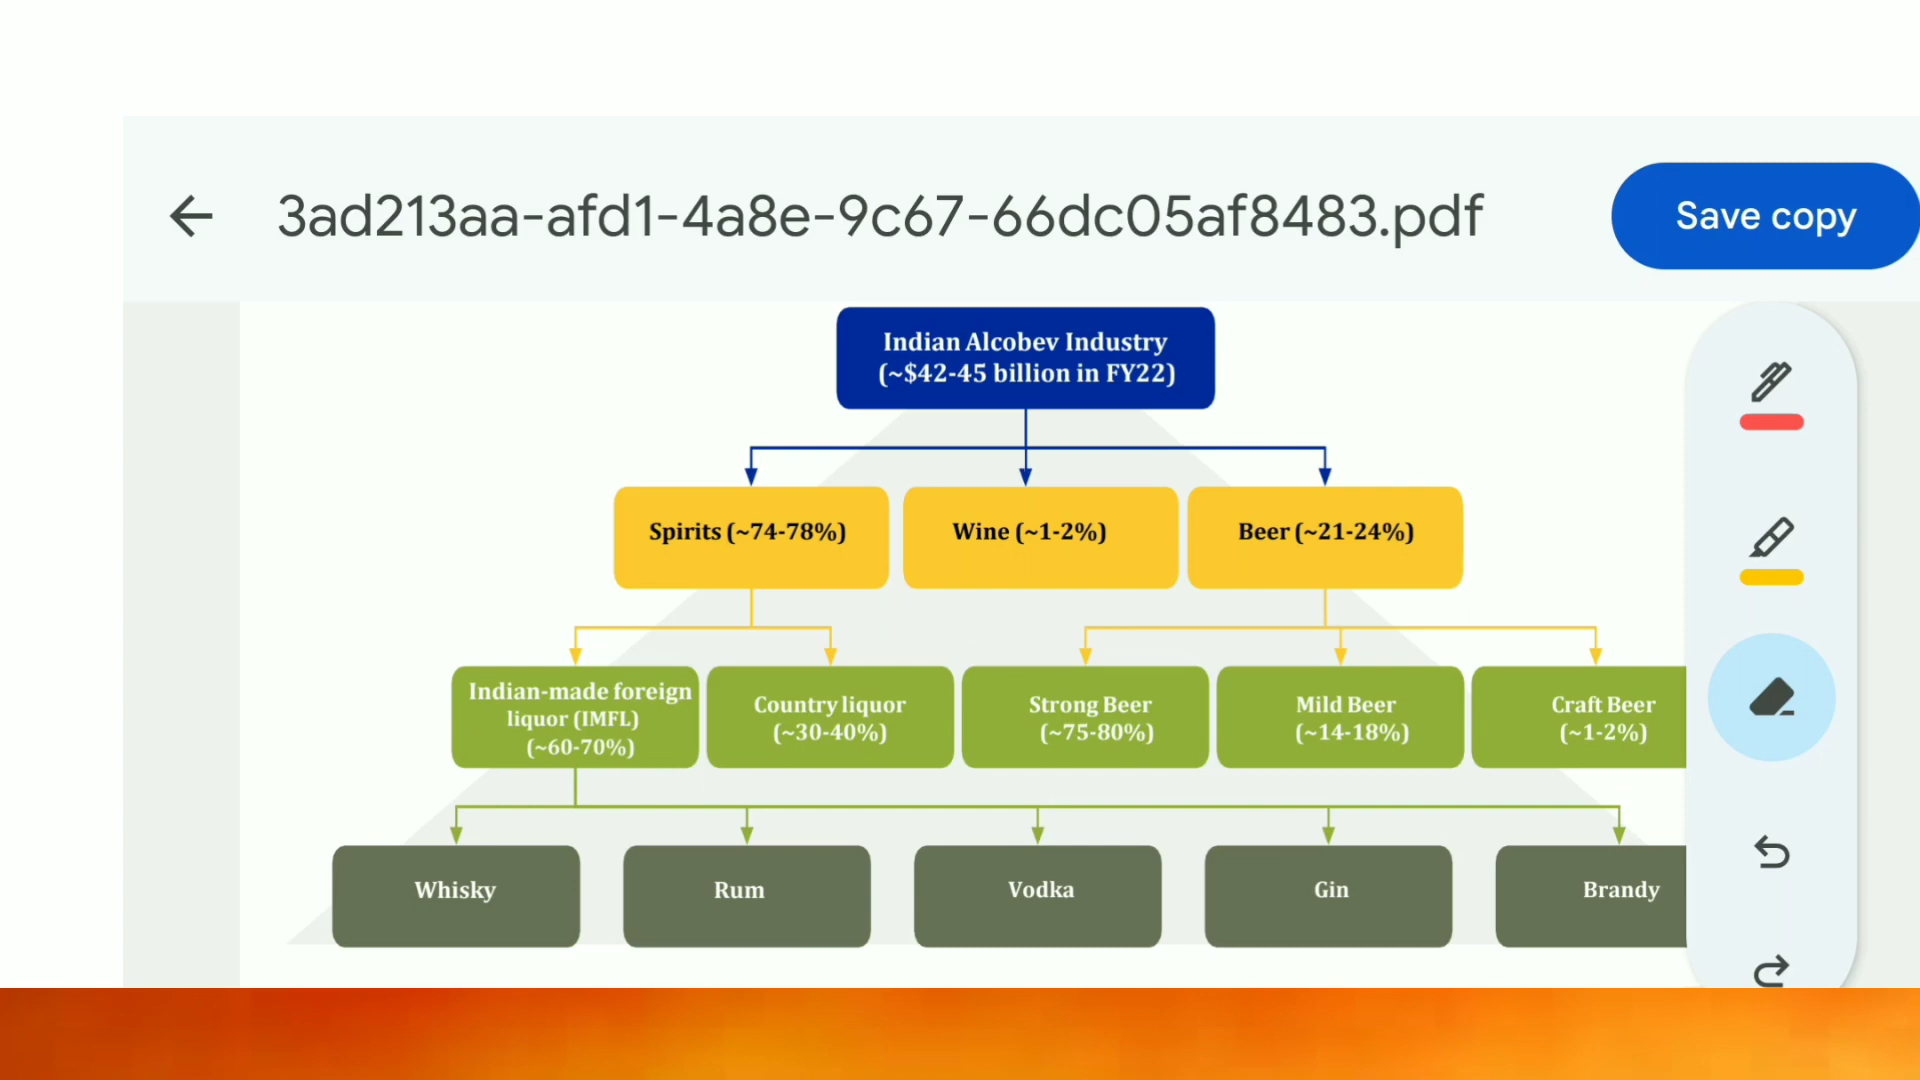 3ad213aa-afd1-4a8e-9c67-66dc05af8483.pdf
Save copy
Indian Alcobev Industry
(~$42-45 billion in FY22)
Spirits (~74-78%)
Wine (~1-2%)
Beer (~21-24%)
Indian-made foreign
liquor (IMFL)
(~60-70%)
Country liquor
(~30-40%)
Strong Beer
(~75-80%)
Mild Beer
(~14-18%)
Craft Beer
(~1-2%)
Whisky
Rum
Vodka
Gin
Brandy